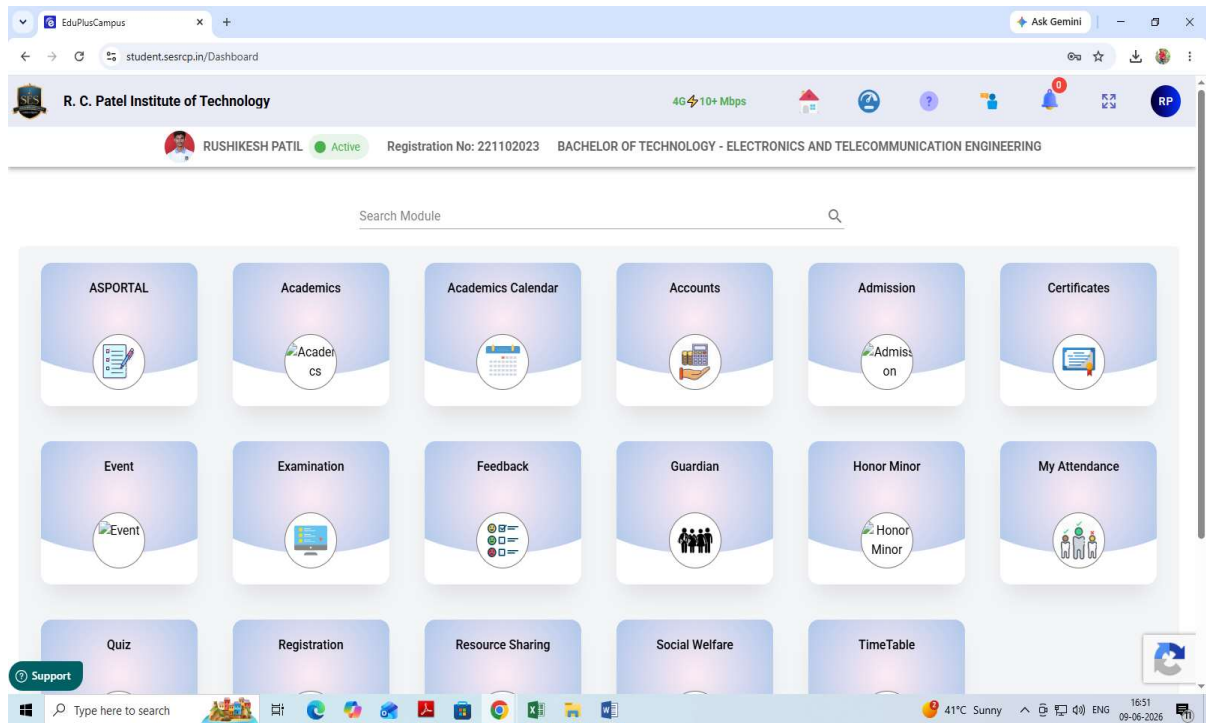 EduPlusCampus
Ask Gemini
student.sesrcp.in/Dashboard
SES
R. C. Patel Institute of Technology
4G 10+ Mbps
?
0
RP
RUSHIKESH PATIL Active Registration No: 221102023 BACHELOR OF TECHNOLOGY - ELECTRONICS AND TELECOMMUNICATION ENGINEERING
Search Module
ASPORTAL Academics Academics Calendar Accounts Admission Certificates
Academi
cs
Admiss
on
Event Examination Feedback Guardian Honor Minor My Attendance
Event
Honor
Minor
Quiz Registration Resource Sharing Social Welfare TimeTable
? Support
Type here to search
41°C Sunny
ENG
16:51
09-06-2026